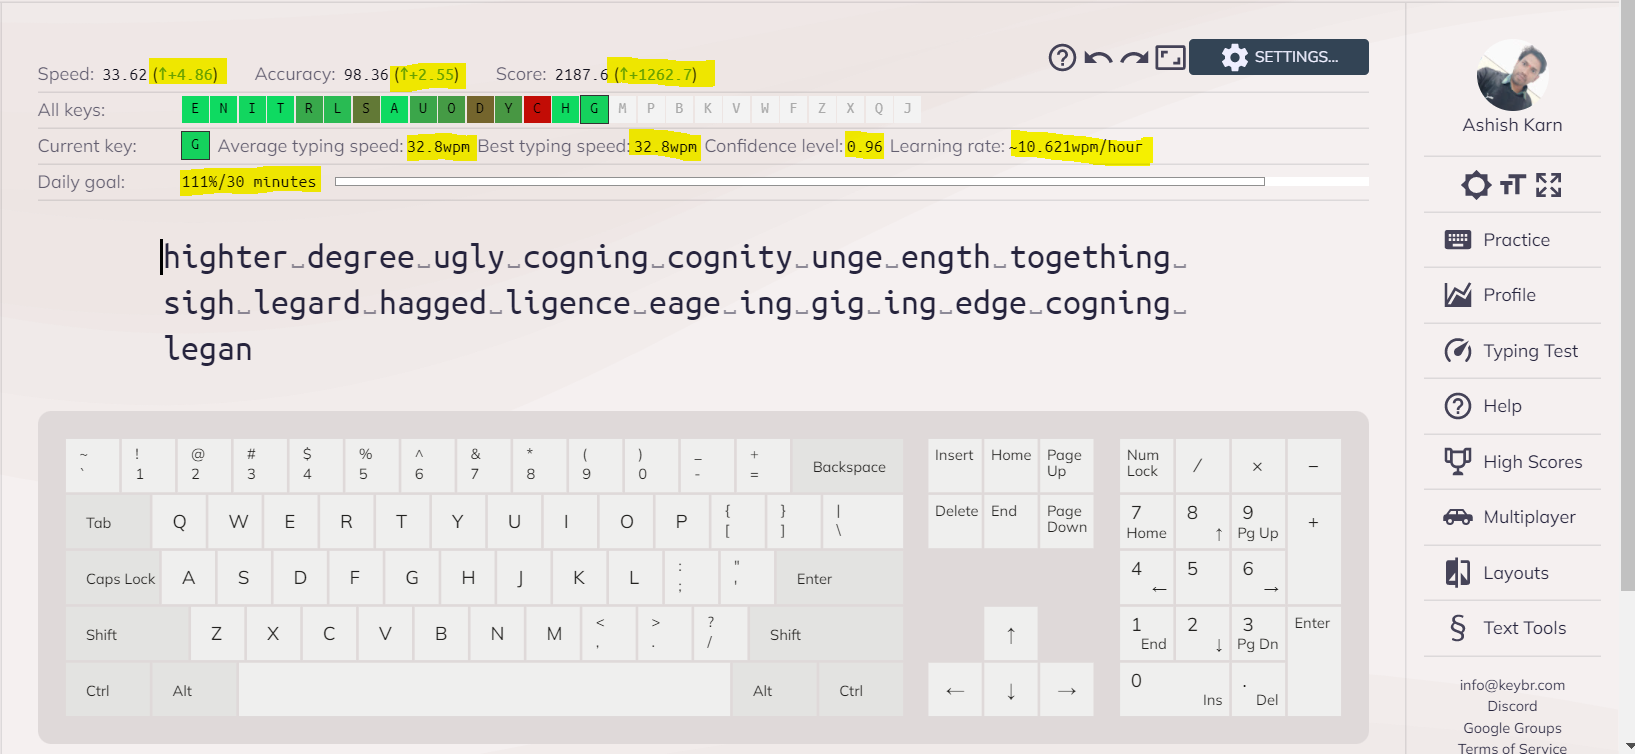 Speed: 33.62 (↑+4.86) Accuracy: 98.36 (↑+2.55) Score: 2187.6 (↑+1262.7)
SETTINGS...
All keys: E N I T R L S A U O D Y C H G M P B K V W F Z X Q J
Current key: G Average typing speed: 32.8wpm Best typing speed: 32.8wpm Confidence level: 0.96 Learning rate: ~10.621wpm/hour
Daily goal: 111%/30 minutes
highter␣degree␣ugly␣cogning␣cognity␣unge␣ength␣togething␣
sigh␣legard␣hagged␣ligence␣eage␣ing␣gig␣ing␣edge␣cogning␣
legan
~ ! @ # $ % ^ & * ( ) _ +
` 1 2 3 4 5 6 7 8 9 0 - = Backspace
Tab Q W E R T Y U I O P { [ } ] | \
Caps Lock A S D F G H J K L : ; " ' Enter
Shift Z X C V B N M < , > . ? / Shift
Ctrl Alt Alt Ctrl
Insert Home Page Up
Delete End Page Down
↑
← ↓ →
Num Lock / × −
7 Home 8 ↑ 9 Pg Up +
4 ← 5 6 →
1 End 2 ↓ 3 Pg Dn Enter
0 Ins . Del
Ashish Karn
Practice
Profile
Typing Test
Help
High Scores
Multiplayer
Layouts
§ Text Tools
info@keybr.com
Discord
Google Groups
Terms of Service